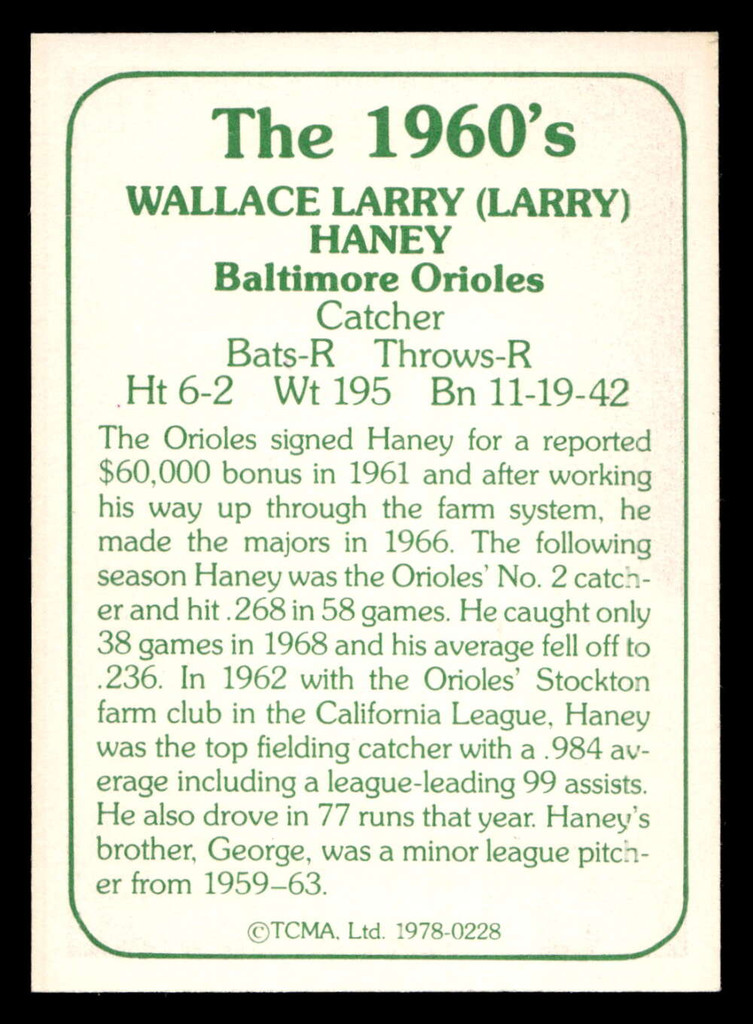 The 1960's
WALLACE LARRY (LARRY)
HANEY
Baltimore Orioles
Catcher
Bats-R Throws-R
Ht 6-2 Wt 195 Bn 11-19-42
The Orioles signed Haney for a reported
$60,000 bonus in 1961 and after working
his way up through the farm system, he
made the majors in 1966. The following
season Haney was the Orioles' No. 2 catch-
er and hit .268 in 58 games. He caught only
38 games in 1968 and his average fell off to
.236. In 1962 with the Orioles' Stockton
farm club in the California League, Haney
was the top fielding catcher with a .984 av-
erage including a league-leading 99 assists.
He also drove in 77 runs that year. Haney's
brother, George, was a minor league pitch-
er from 1959–63.
©TCMA, Ltd. 1978-0228